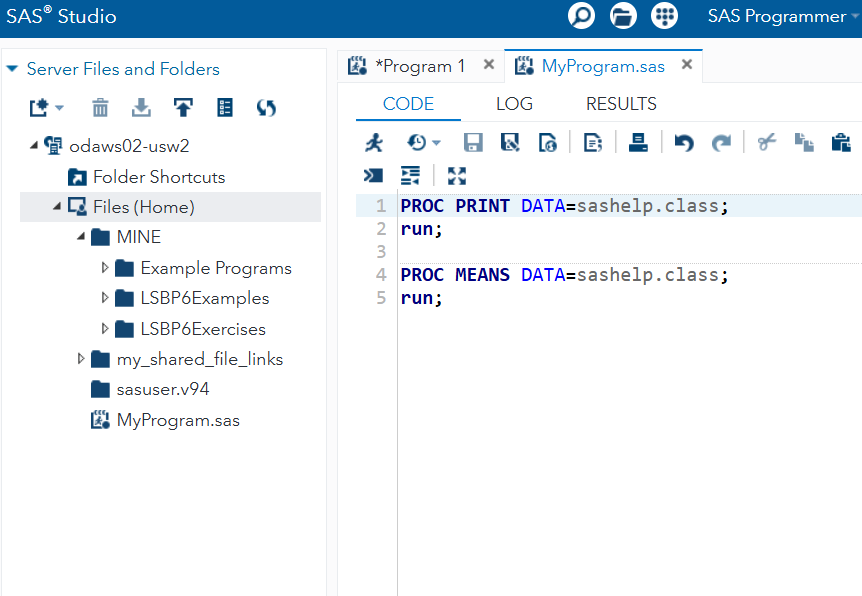 SAS® Studio
SAS Programmer
Server Files and Folders
odaws02-usw2
Folder Shortcuts
Files (Home)
MINE
Example Programs
LSBP6Examples
LSBP6Exercises
my_shared_file_links
sasuser.v94
MyProgram.sas
*Program 1
MyProgram.sas
CODE LOG RESULTS
1 PROC PRINT DATA=sashelp.class;
2 run;
3
4 PROC MEANS DATA=sashelp.class;
5 run;